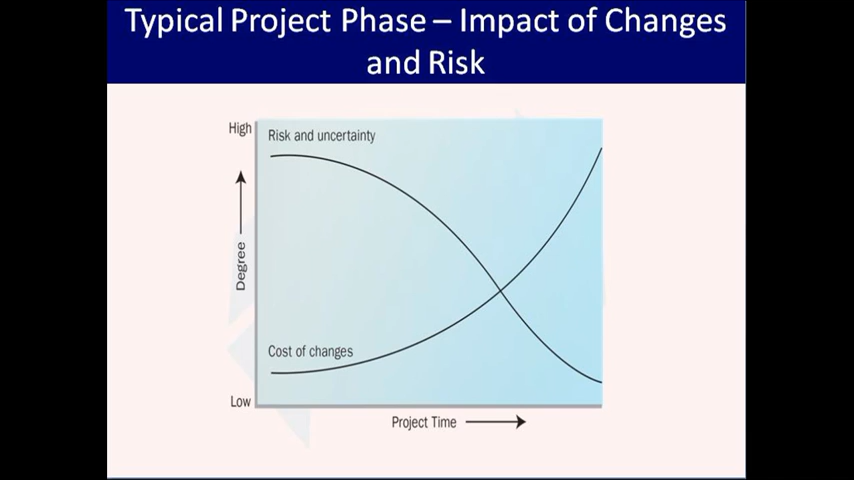 Typical Project Phase – Impact of Changes
and Risk
High
Risk and uncertainty
Degree
Cost of changes
Low
Project Time